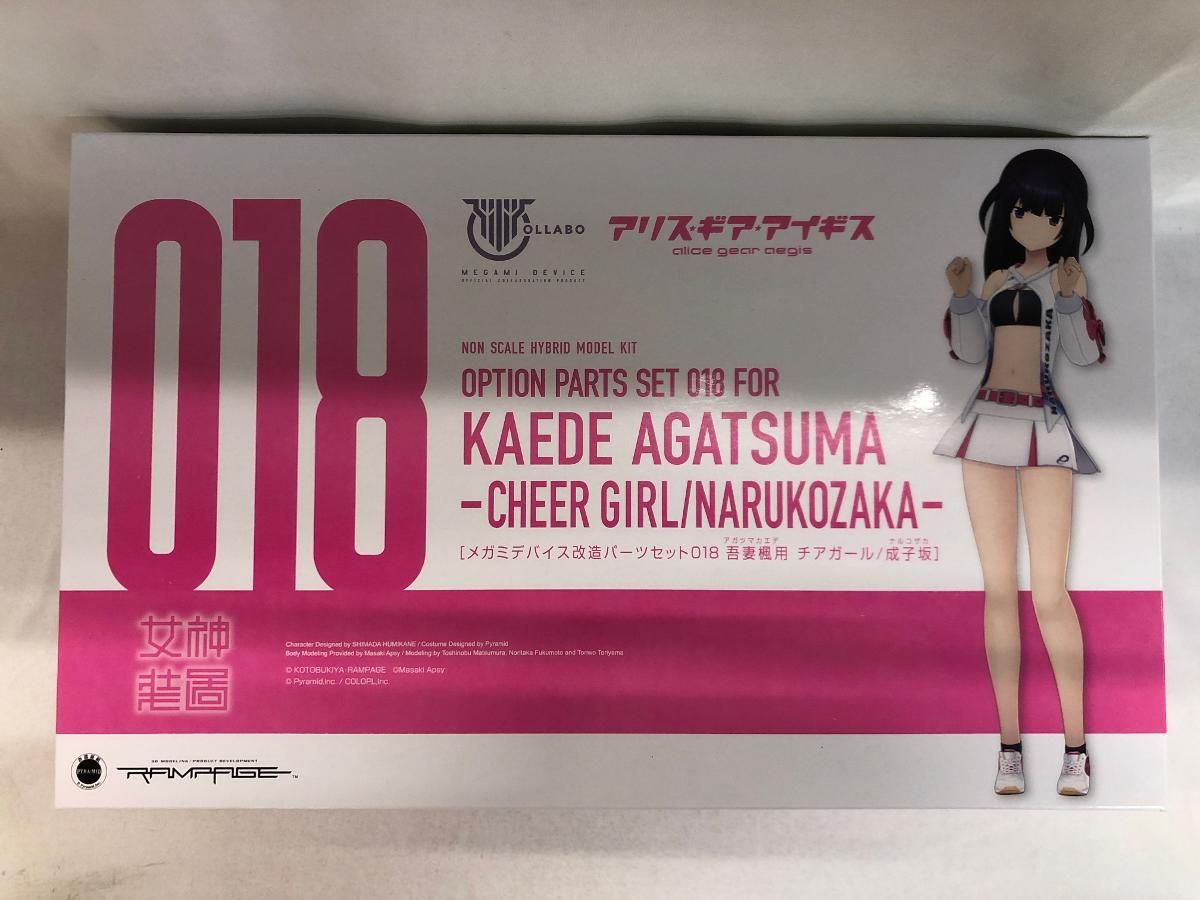 018
OLLABO
MEGAMI DEVICE
OFFICIAL COLLABORATION PRODUCT
アリス★ギア★アイギス
alice gear aegis
NON SCALE HYBRID MODEL KIT
OPTION PARTS SET 018 FOR
KAEDE AGATSUMA
-CHEER GIRL/NARUKOZAKA-
アガツマカエデ ナルコザカ
[メガミデバイス改造パーツセット018 吾妻楓用 チアガール/成子坂]
NARUKOZAKA
女神
装置
Character Designed by SHIMADA HUMIKANE / Costume Designed by Pyramid
Body Modeling Provided by Masaki Apsy / Modeling by Toshinobu Matsumura, Noritaka Fukumoto and Tomwo Toriyama
© KOTOBUKIYA・RAMPAGE ©Masaki Apsy
© Pyramid,Inc. / COLOPL,Inc.
PYRAMID
3D MODELING / PRODUCT DEVELOPMENT
RAMPAGE™